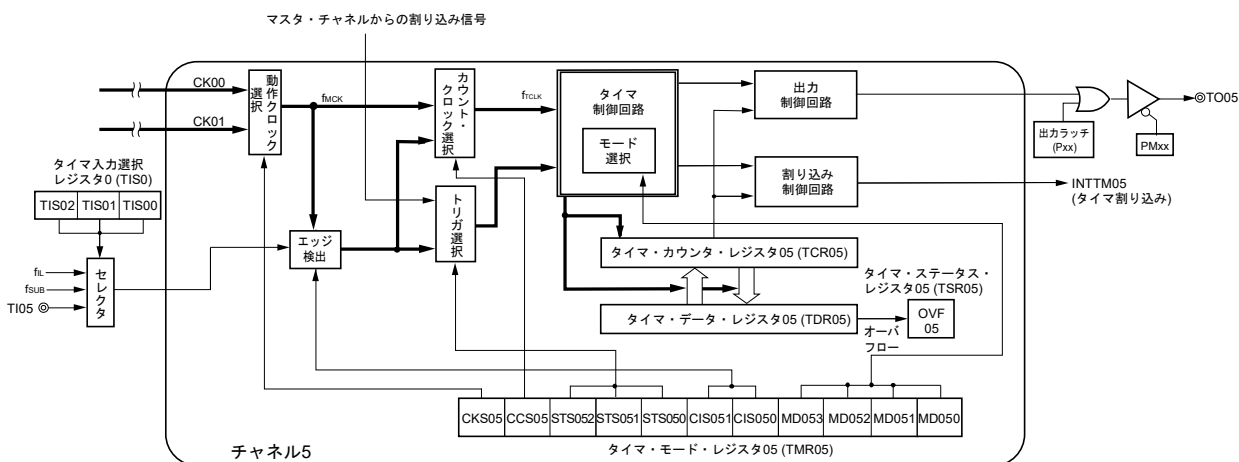 マスタ・チャネルからの割り込み信号
CK00
CK01
動作クロック
選択
fMCK
カウント・
クロック選択
fTCLK
タイマ
制御回路
モード
選択
出力
制御回路
出力ラッチ
(Pxx)
PMxx
TO05
割り込み
制御回路
INTTM05
(タイマ割り込み)
タイマ入力選択
レジスタ0 (TIS0)
TIS02 TIS01 TIS00
fIL
fSUB
TI05
セレクタ
エッジ
検出
トリガ選択
タイマ・カウンタ・レジスタ05 (TCR05)
タイマ・データ・レジスタ05 (TDR05)
タイマ・ステータス・
レジスタ05 (TSR05)
OVF
05
オーバ
フロー
CKS05 CCS05 STS052 STS051 STS050 CIS051 CIS050 MD053 MD052 MD051 MD050
タイマ・モード・レジスタ05 (TMR05)
チャネル5